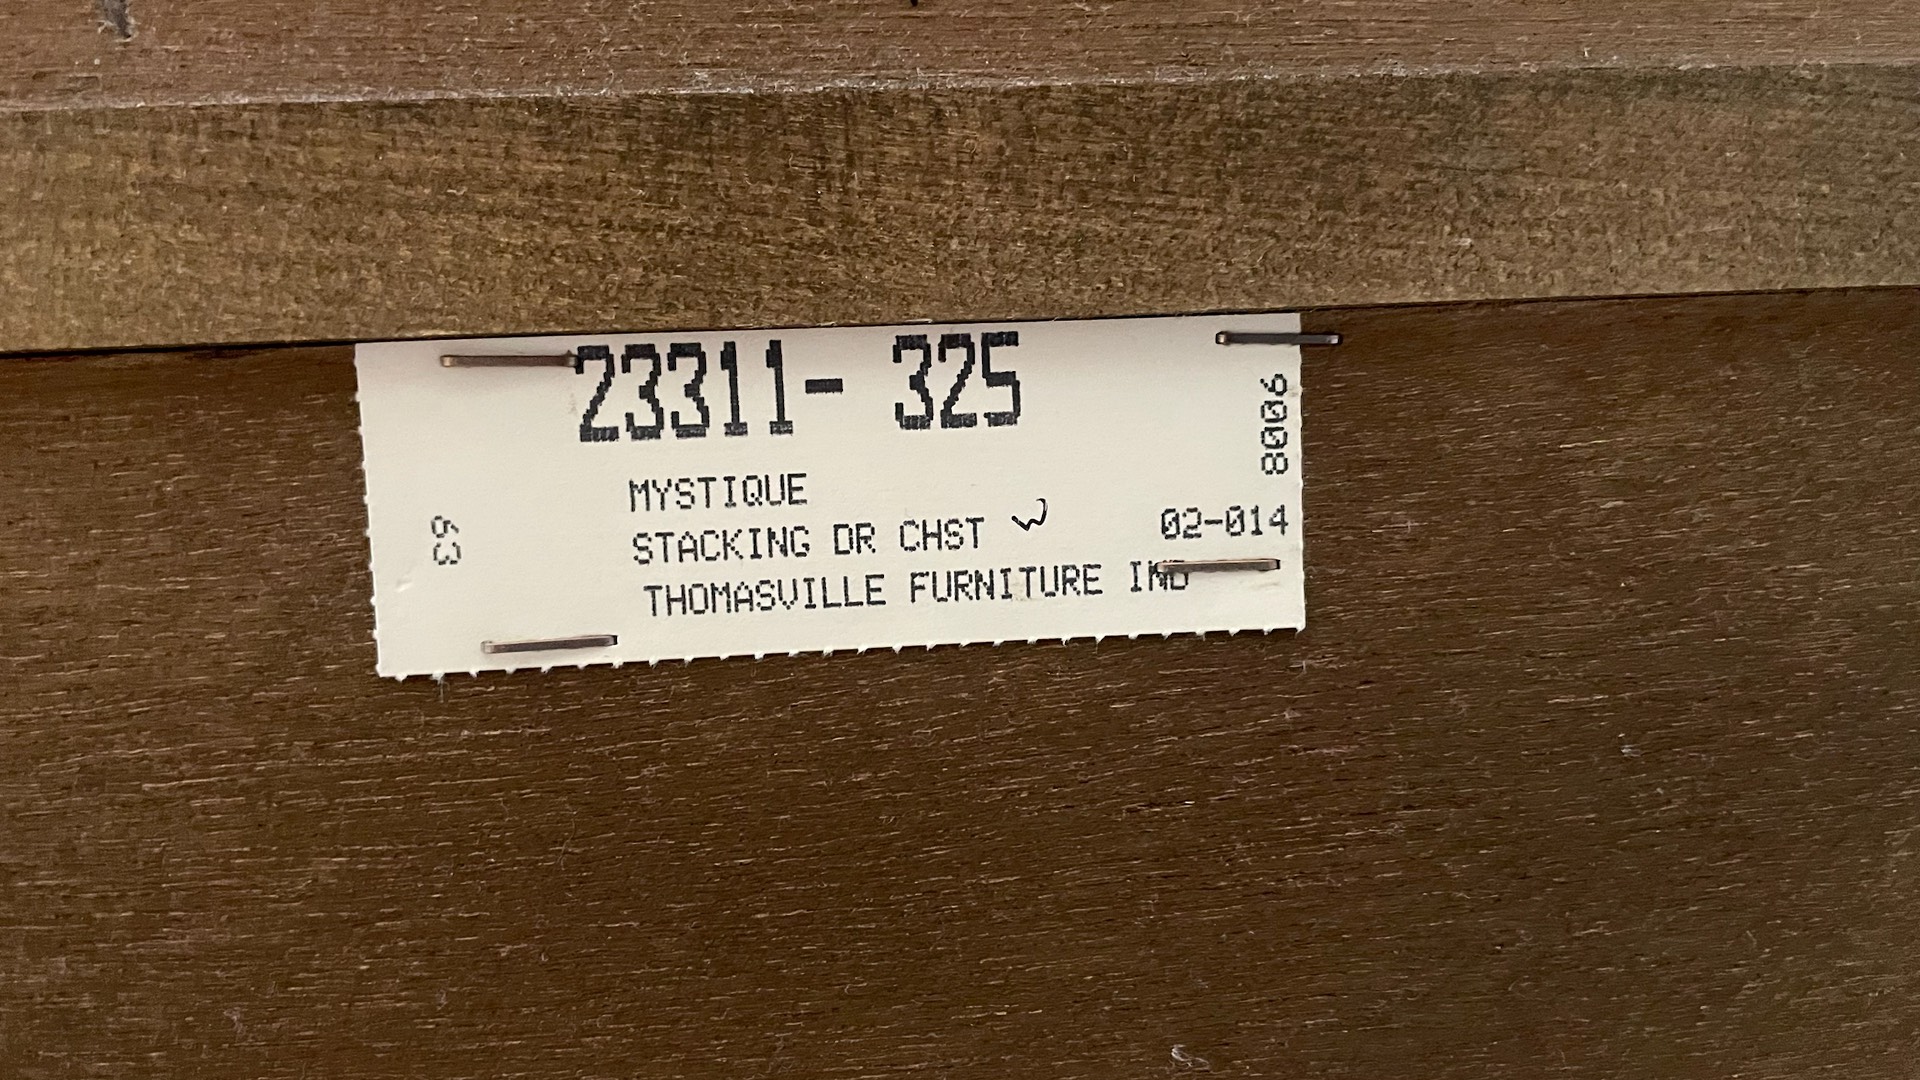 23311- 325
8006
MYSTIQUE
STACKING DR CHST
02-014
63
THOMASVILLE FURNITURE IND